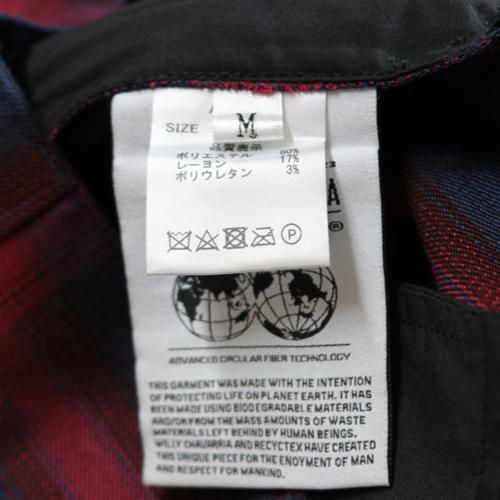 SIZE M
品質表示
ポリエステル 80%
レーヨン 17%
ポリウレタン 3%
P
A
®
ADVANCED CIRCULAR FIBER TECHNOLOGY
THIS GARMENT WAS MADE WITH THE INTENTION
OF PROTECTING LIFE ON PLANET EARTH. IT HAS
BEEN MADE USING BIODEGRADABLE MATERIALS
AND/OR FROM THE MASS AMOUNTS OF WASTE
MATERIALS LEFT BEHIND BY HUMAN BEINGS.
WILLY CHAVARRIA AND RECYCTEX HAVE CREATED
THIS UNIQUE PIECE FOR THE ENOYMENT OF MAN
AND RESPECT FOR MANKIND.